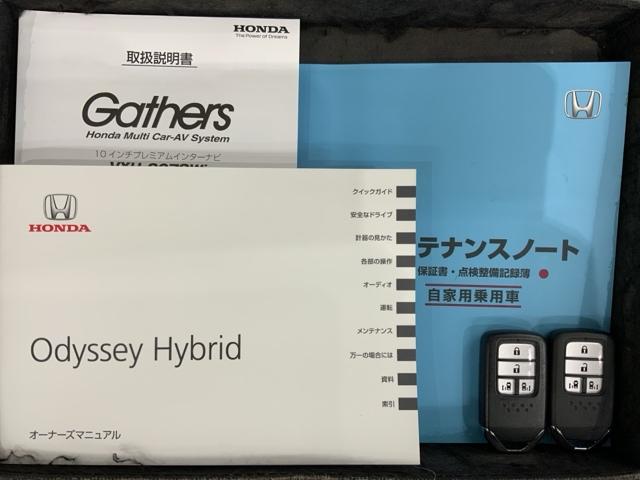 HONDA
The Power of Dreams
取扱説明書
Gathers
Honda Multi Car-AV System
10インチプレミアムインターナビ
HONDA
Odyssey Hybrid
オーナーズマニュアル
クイックガイド
安全なドライブ
計器の見かた
各部の操作
オーディオ
運転
メンテナンス
万一の場合には
資料
索引
テナンスノート
保証書・点検整備記録簿
自家用乗用車